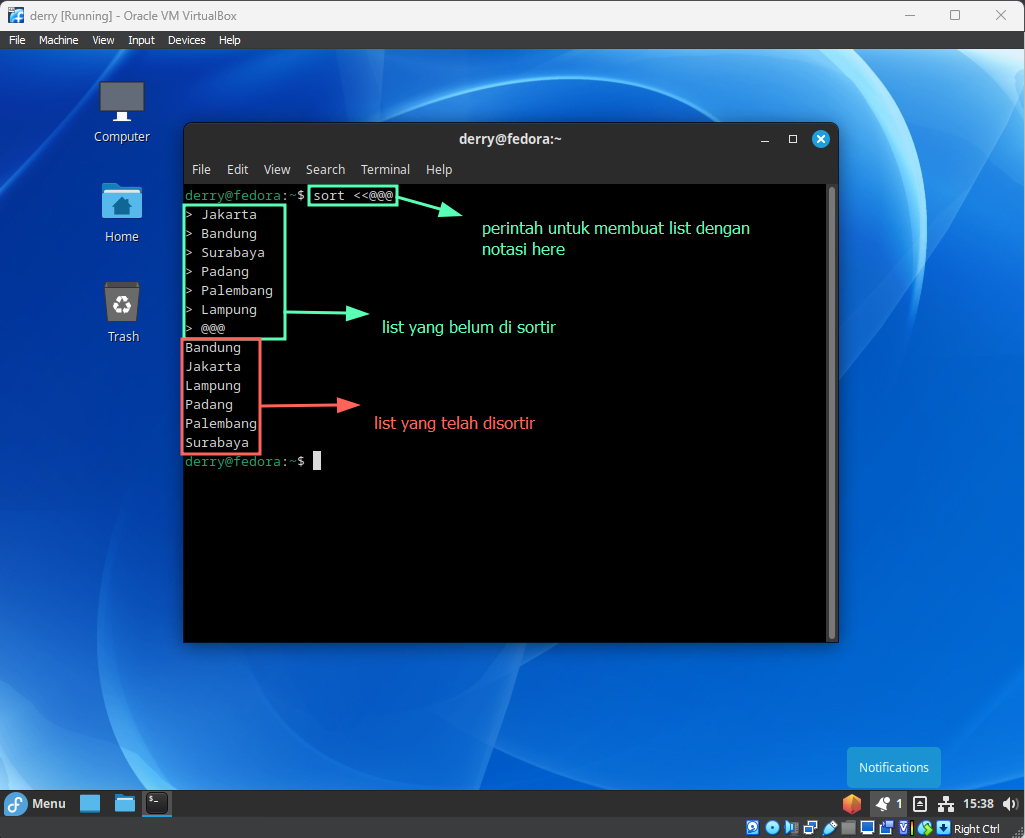 derry [Running] - Oracle VM VirtualBox
File Machine View Input Devices Help
Computer
Home
Trash
derry@fedora:~
File Edit View Search Terminal Help
derry@fedora:~$ sort <<@@@
> Jakarta
> Bandung
> Surabaya
> Padang
> Palembang
> Lampung
> @@@
Bandung
Jakarta
Lampung
Padang
Palembang
Surabaya
derry@fedora:~$
perintah untuk membuat list dengan
notasi here
list yang belum di sortir
list yang telah disortir
Notifications
Menu
1
15:38
Right Ctrl